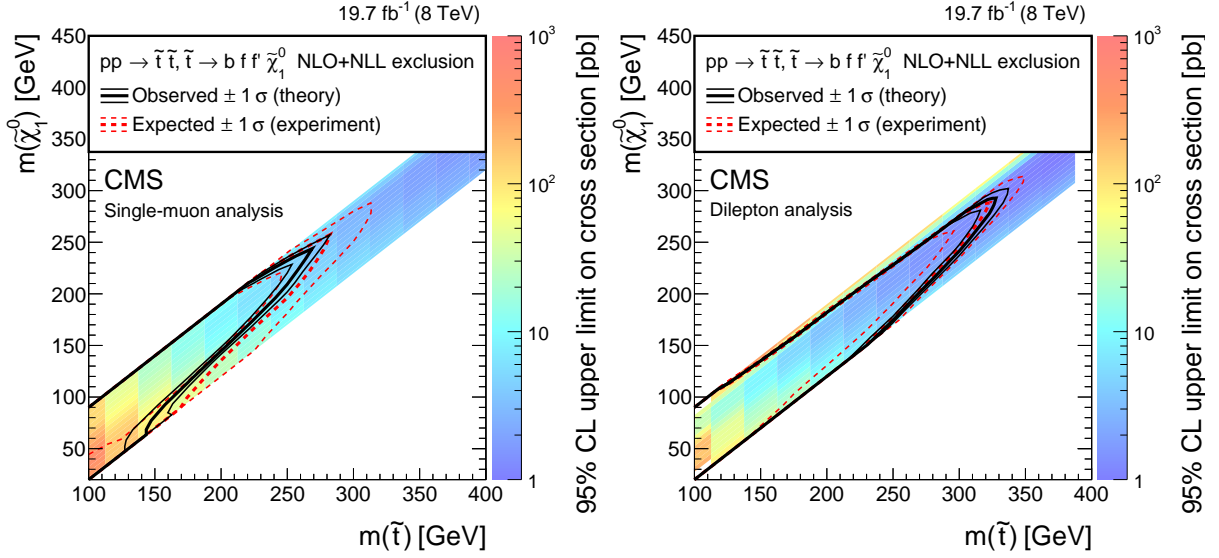 19.7 fb⁻¹ (8 TeV)
pp → t̃ t̃, t̃ → b f f' χ̃₁⁰ NLO+NLL exclusion
Observed ± 1 σ (theory)
Expected ± 1 σ (experiment)
CMS
Single-muon analysis
m(χ̃₁⁰) [GeV]
450
400
350
300
250
200
150
100
50
100 150 200 250 300 350 400
m(t̃) [GeV]
10³
10²
10
1
95% CL upper limit on cross section [pb]
19.7 fb⁻¹ (8 TeV)
pp → t̃ t̃, t̃ → b f f' χ̃₁⁰ NLO+NLL exclusion
Observed ± 1 σ (theory)
Expected ± 1 σ (experiment)
CMS
Dilepton analysis
m(χ̃₁⁰) [GeV]
450
400
350
300
250
200
150
100
50
100 150 200 250 300 350 400
m(t̃) [GeV]
10³
10²
10
1
95% CL upper limit on cross section [pb]